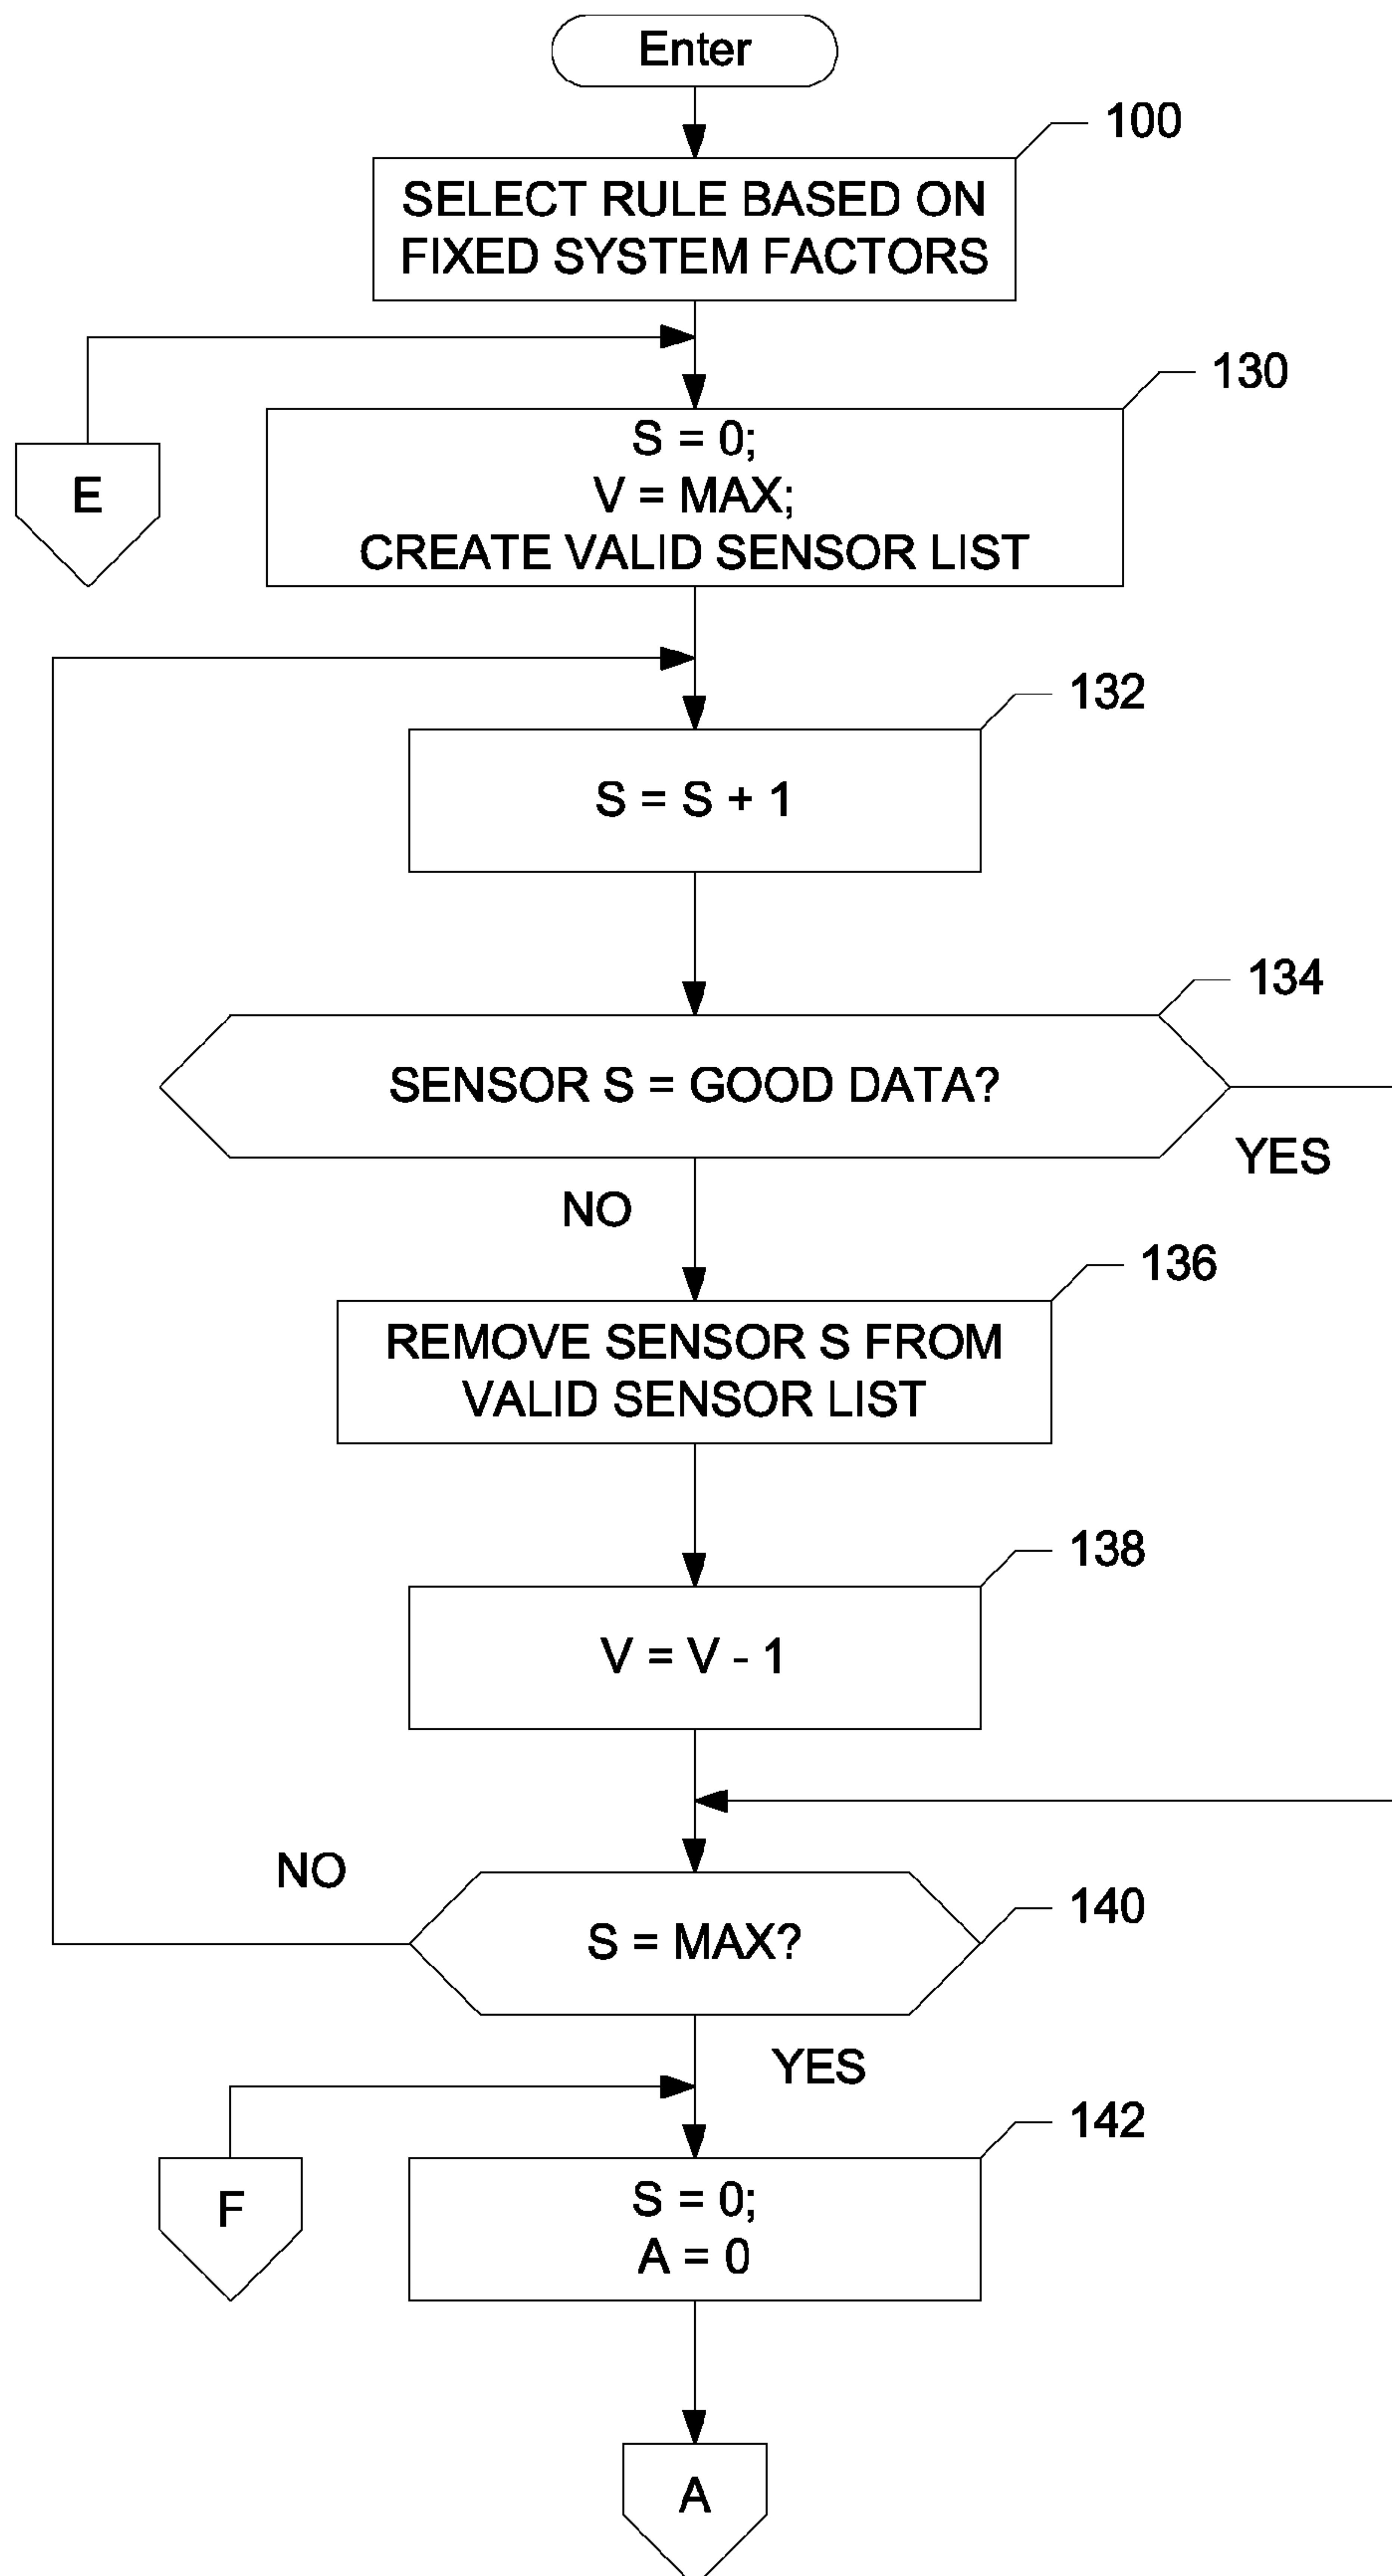 Enter
100
SELECT RULE BASED ON
FIXED SYSTEM FACTORS
130
S = 0;
V = MAX;
CREATE VALID SENSOR LIST
E
132
S = S + 1
134
SENSOR S = GOOD DATA?
YES
NO
136
REMOVE SENSOR S FROM
VALID SENSOR LIST
138
V = V - 1
NO
140
S = MAX?
YES
142
S = 0;
A = 0
F
A